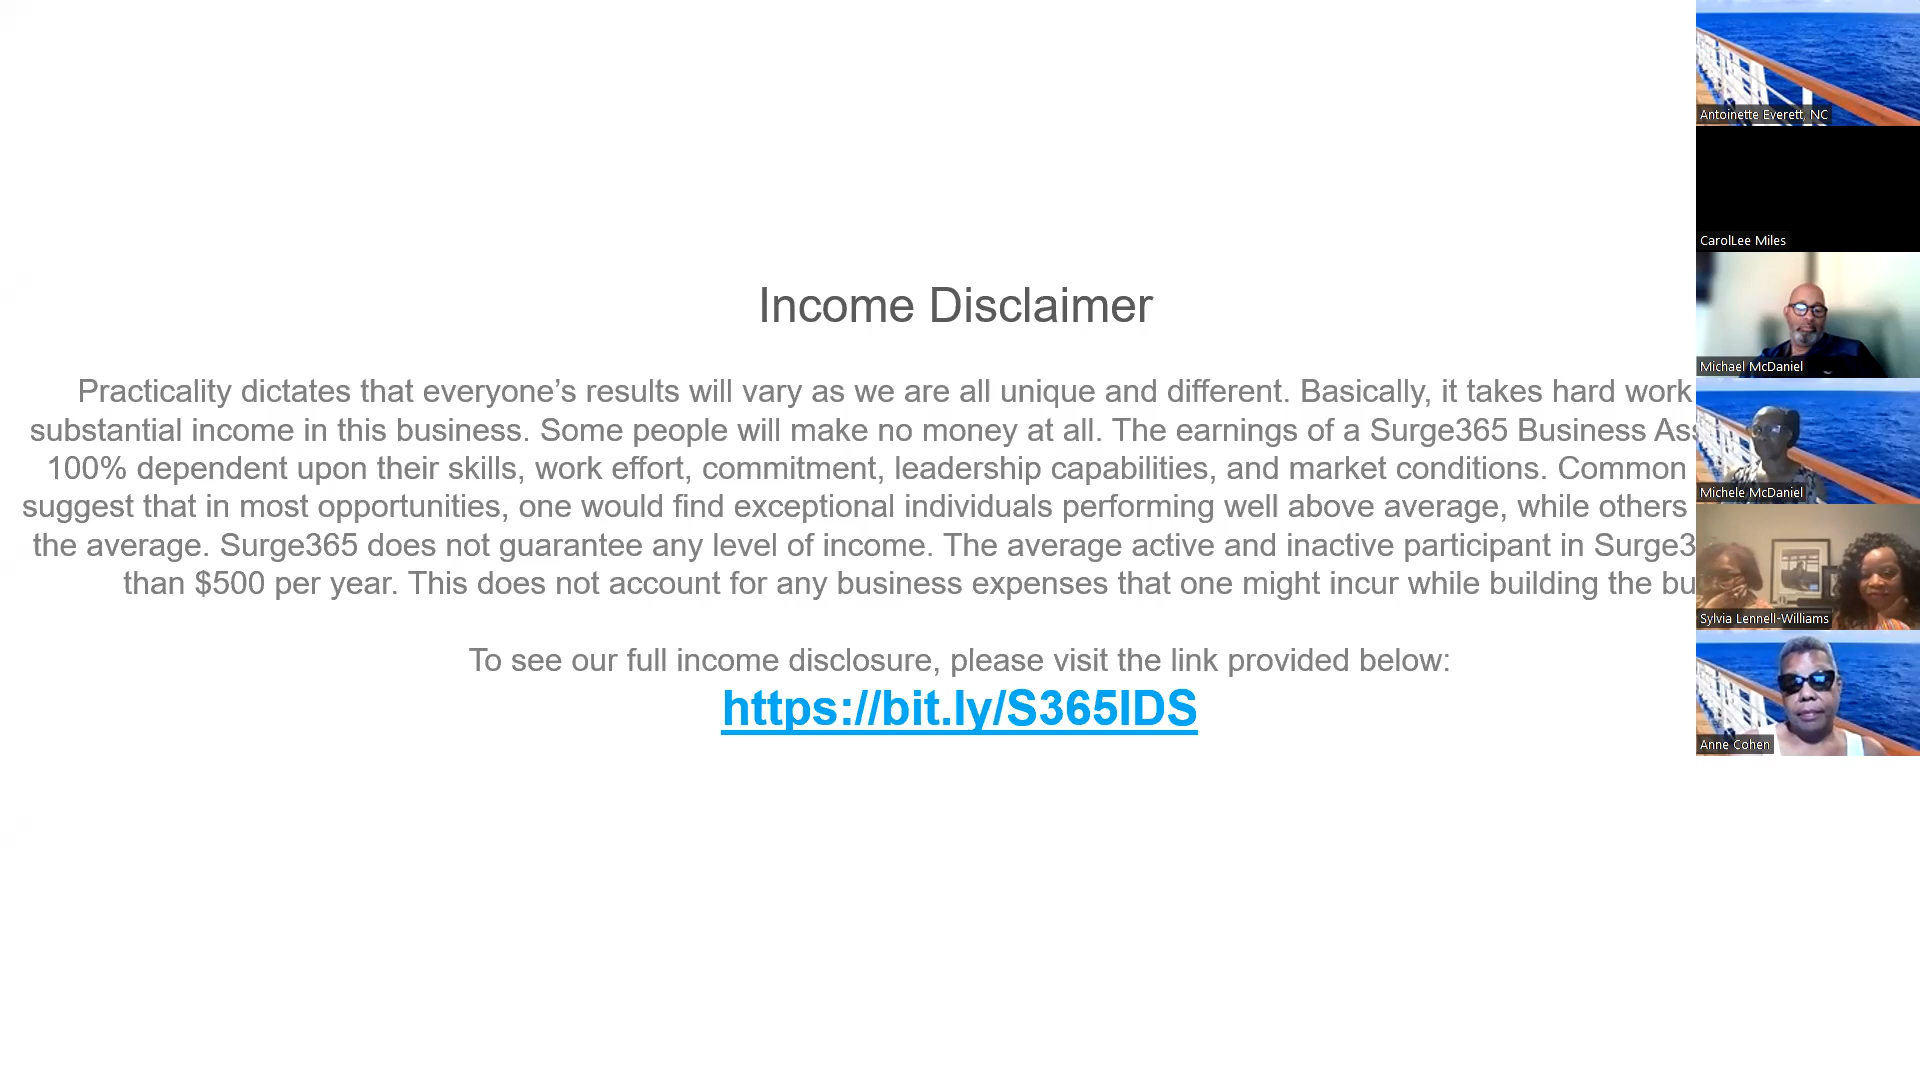 Income Disclaimer
Practicality dictates that everyone’s results will vary as we are all unique and different. Basically, it takes hard work
substantial income in this business. Some people will make no money at all. The earnings of a Surge365 Business Ass
100% dependent upon their skills, work effort, commitment, leadership capabilities, and market conditions. Common
suggest that in most opportunities, one would find exceptional individuals performing well above average, while others
the average. Surge365 does not guarantee any level of income. The average active and inactive participant in Surge3
than $500 per year. This does not account for any business expenses that one might incur while building the bu
To see our full income disclosure, please visit the link provided below:
https://bit.ly/S365IDS
Antoinette Everett, NC
CarolLee Miles
Michael McDaniel
Michele McDaniel
Sylvia Lennell-Williams
Anne Cohen